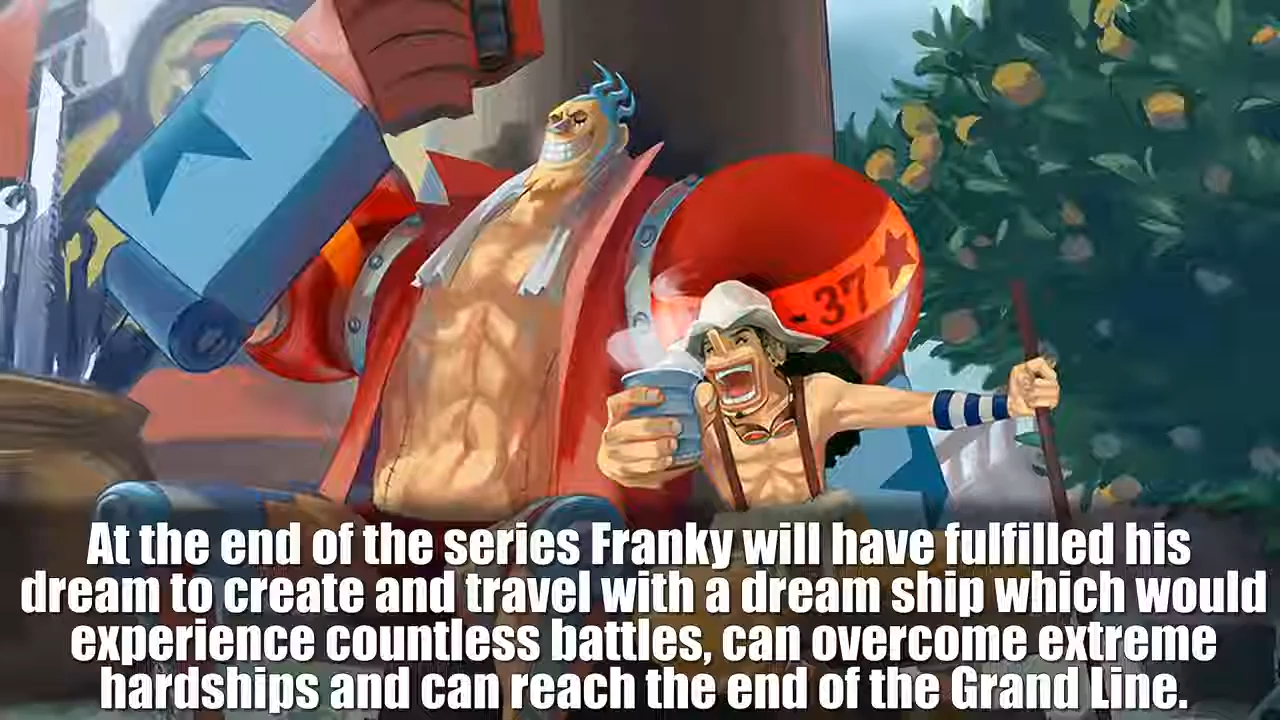 - 37★
At the end of the series Franky will have fulfilled his
dream to create and travel with a dream ship which would
experience countless battles, can overcome extreme
hardships and can reach the end of the Grand Line.